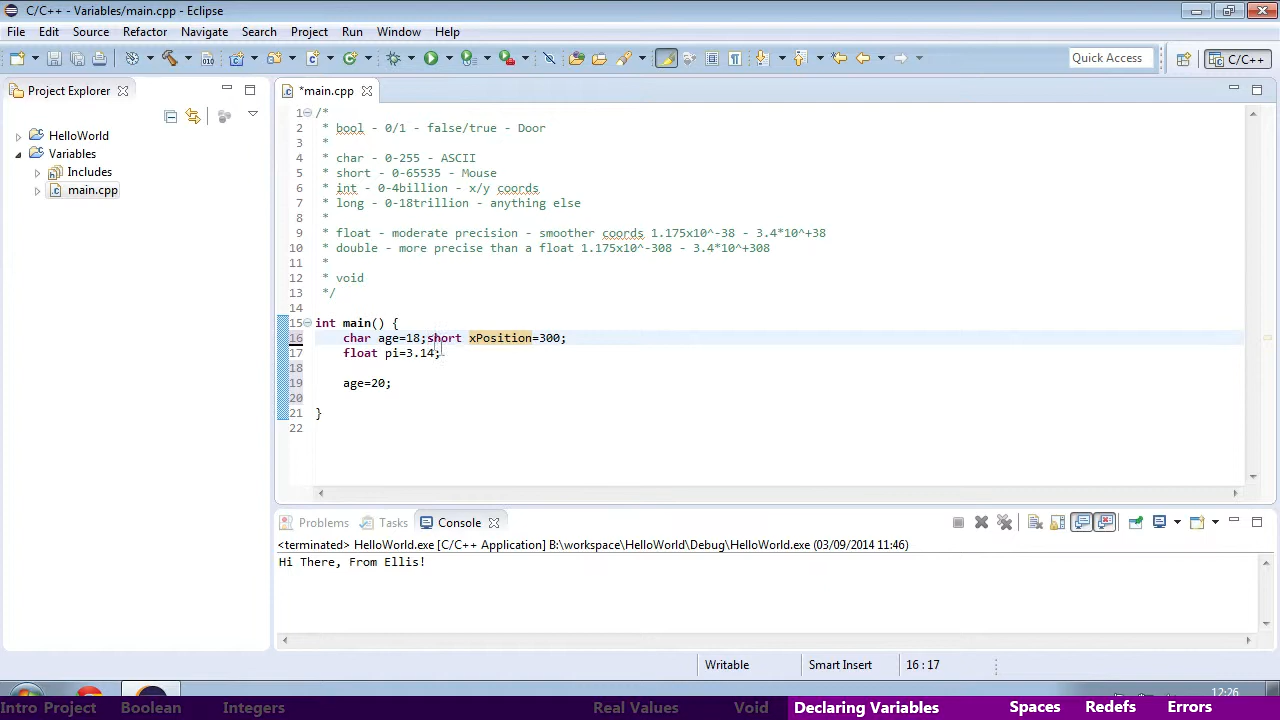 C/C++ - Variables/main.cpp - Eclipse
File Edit Source Refactor Navigate Search Project Run Window Help
Quick Access
C/C++
Project Explorer
*main.cpp
HelloWorld
Variables
Includes
main.cpp
1 /*
2 * bool - 0/1 - false/true - Door
3 *
4 * char - 0-255 - ASCII
5 * short - 0-65535 - Mouse
6 * int - 0-4billion - x/y coords
7 * long - 0-18trillion - anything else
8 *
9 * float - moderate precision - smoother coords 1.175x10^-38 - 3.4*10^+38
10 * double - more precise than a float 1.175x10^-308 - 3.4*10^+308
11 *
12 * void
13 */
14
15 int main() {
16 char age=18;short xPosition=300;
17 float pi=3.14;
18
19 age=20;
20
21 }
22
Problems Tasks Console
<terminated> HelloWorld.exe [C/C++ Application] B:\workspace\HelloWorld\Debug\HelloWorld.exe (03/09/2014 11:46)
Hi There, From Ellis!
Writable Smart Insert 16 : 17
12:26
Intro Project Boolean Integers Real Values Void Declaring Variables Spaces Redefs Errors